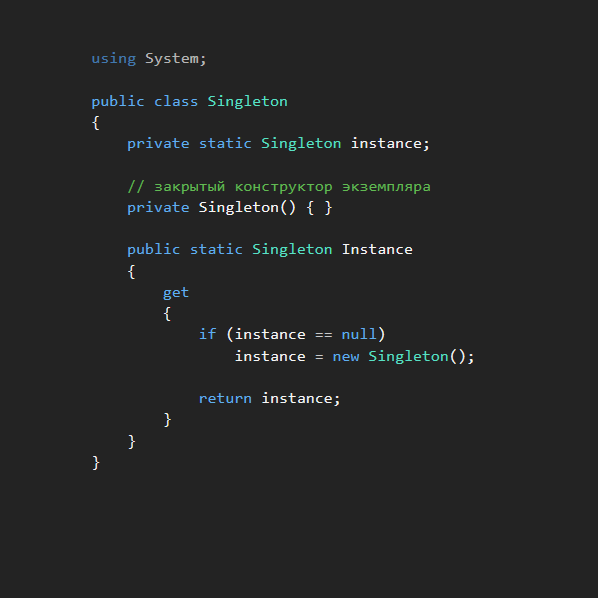 using System;
public class Singleton
{
private static Singleton instance;
// закрытый конструктор экземпляра
private Singleton() { }
public static Singleton Instance
{
get
{
if (instance == null)
instance = new Singleton();
return instance;
}
}
}